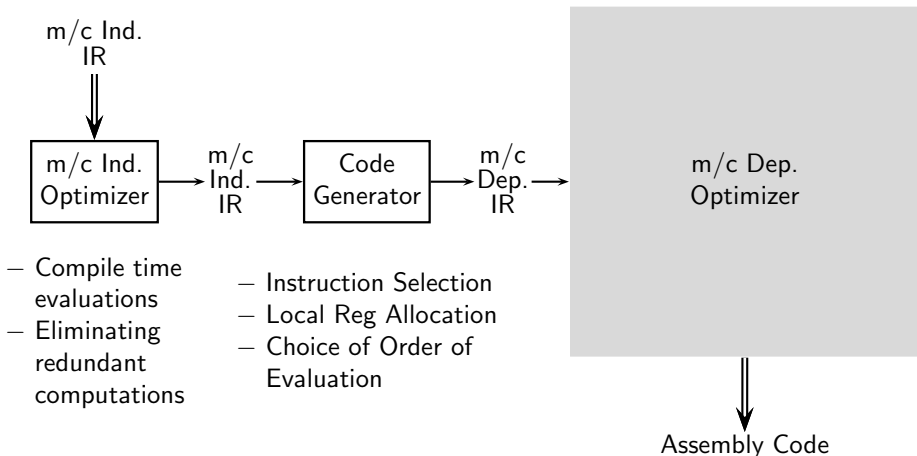 m/c Ind.
IR
m/c Ind.
Optimizer
m/c
Ind.
IR
Code
Generator
m/c
Dep.
IR
m/c Dep.
Optimizer
– Compile time
evaluations
– Eliminating
redundant
computations
– Instruction Selection
– Local Reg Allocation
– Choice of Order of
Evaluation
Assembly Code